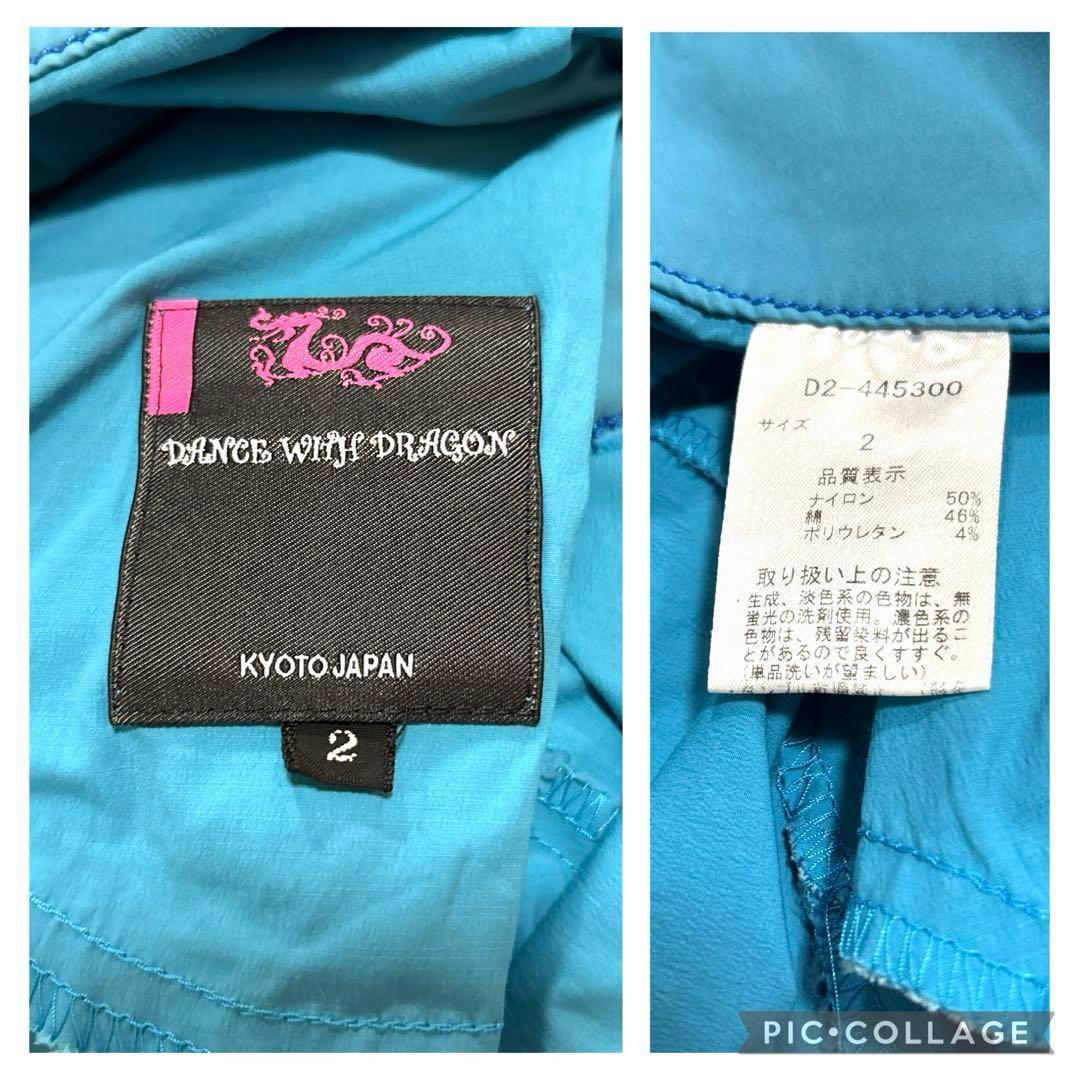 DANCE WITH DRAGON
KYOTO JAPAN
2
D2-445300
サイズ
2
品質表示
ナイロン 50%
綿 46%
ポリウレタン 4%
取り扱い上の注意
・生成、淡色系の色物は、無
蛍光の洗剤使用。濃色系の
色物は、残留染料が出るこ
とがあるので良くすすぐ。
(単品洗いが望ましい)
PIC•COLLAGE